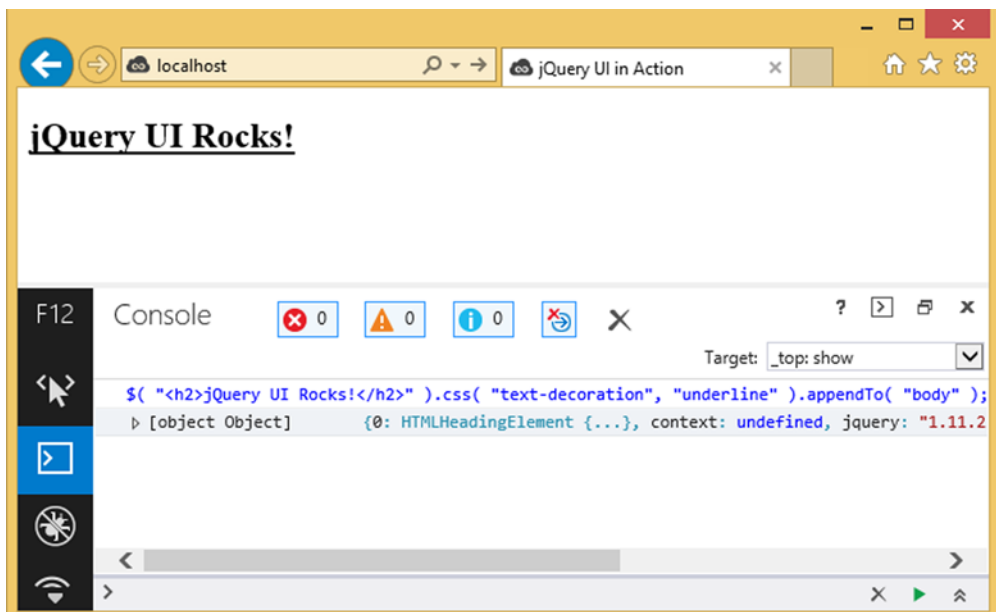 localhost
jQuery UI in Action
jQuery UI Rocks!
F12
Console
0
0
0
?
Target:
_top: show
$( "<h2>jQuery UI Rocks!</h2>" ).css( "text-decoration", "underline" ).appendTo( "body" );
[object Object] {0: HTMLHeadingElement {...}, context: undefined, jquery: "1.11.2